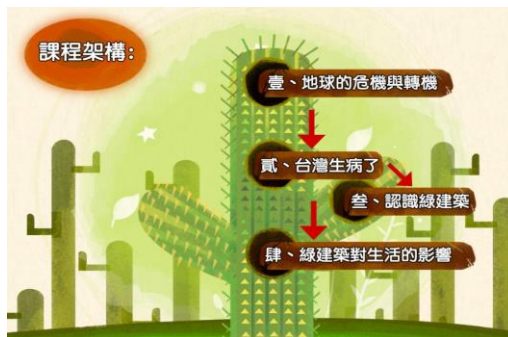 課程架構:
壹、地球的危機與轉機
貳、台灣生病了
叁、認識綠建築
肆、綠建築對生活的影響